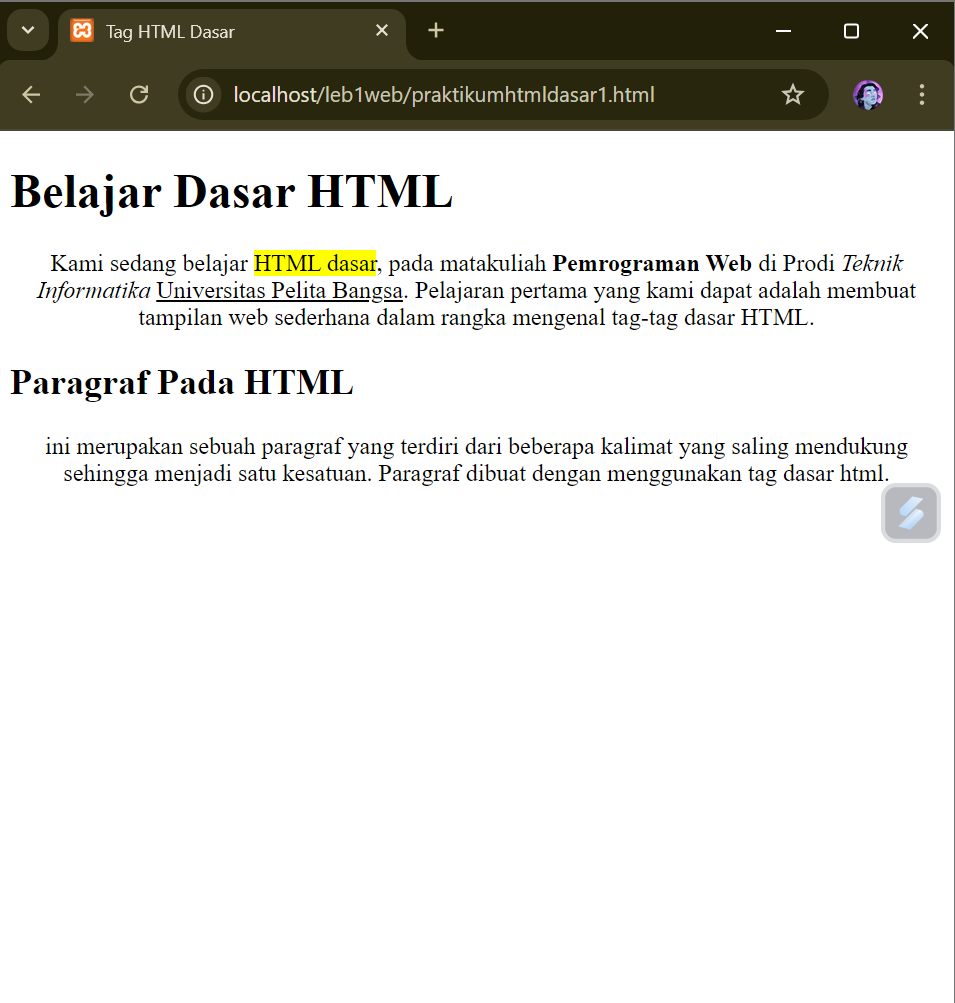 Tag HTML Dasar
localhost/leb1web/praktikumhtmldasar1.html
Belajar Dasar HTML
Kami sedang belajar HTML dasar, pada matakuliah Pemrograman Web di Prodi Teknik
Informatika Universitas Pelita Bangsa. Pelajaran pertama yang kami dapat adalah membuat
tampilan web sederhana dalam rangka mengenal tag-tag dasar HTML.
Paragraf Pada HTML
ini merupakan sebuah paragraf yang terdiri dari beberapa kalimat yang saling mendukung
sehingga menjadi satu kesatuan. Paragraf dibuat dengan menggunakan tag dasar html.